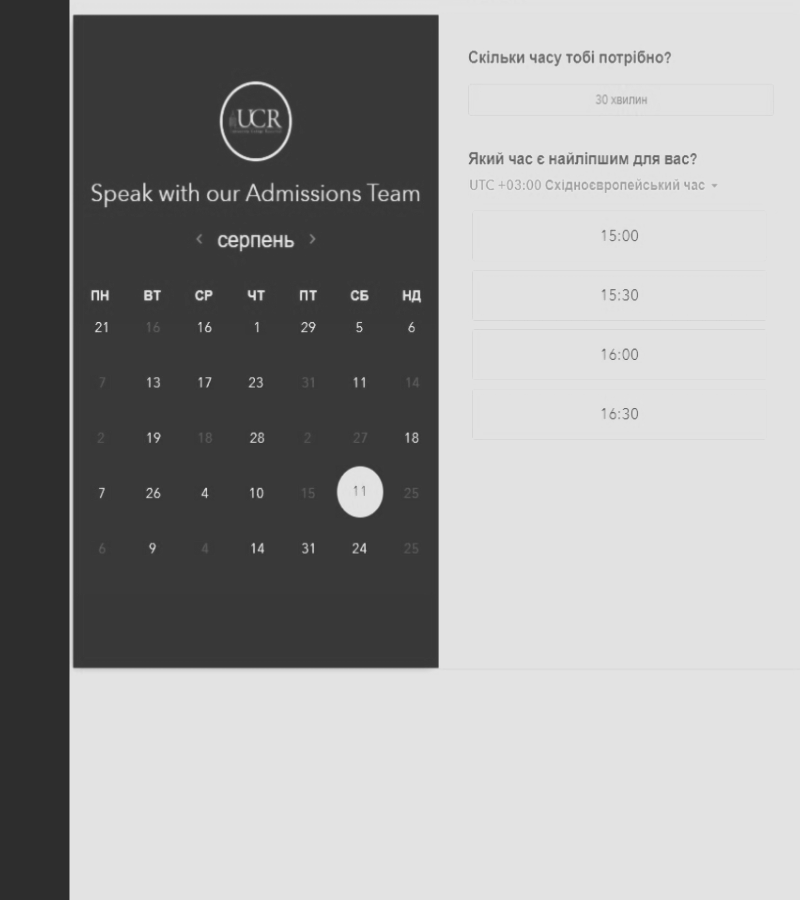 UCR
Speak with our Admissions Team
серпень
ПН ВТ СР ЧТ ПТ СБ НД
21 16 16 1 29 5 6
7 13 17 23 31 11 14
2 19 18 28 2 27 18
7 26 4 10 15 11 25
6 9 4 14 31 24 25
Скільки часу тобі потрібно?
30 хвилин
Який час є найліпшим для вас?
UTC +03:00 Східноєвропейський час
15:00
15:30
16:00
16:30